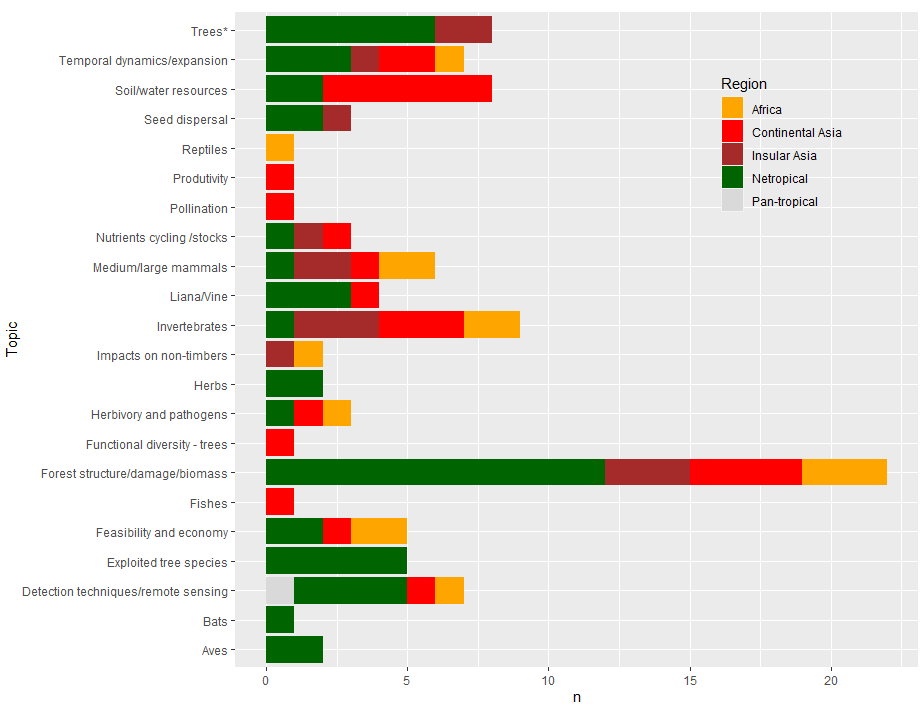 Trees*
Temporal dynamics/expansion
Soil/water resources
Seed dispersal
Reptiles
Produtivity
Pollination
Nutrients cycling /stocks
Medium/large mammals
Liana/Vine
Invertebrates
Impacts on non-timbers
Herbs
Herbivory and pathogens
Functional diversity - trees
Forest structure/damage/biomass
Fishes
Feasibility and economy
Exploited tree species
Detection techniques/remote sensing
Bats
Aves
Topic
0 5 10 15 20
n
Region
Africa
Continental Asia
Insular Asia
Netropical
Pan-tropical